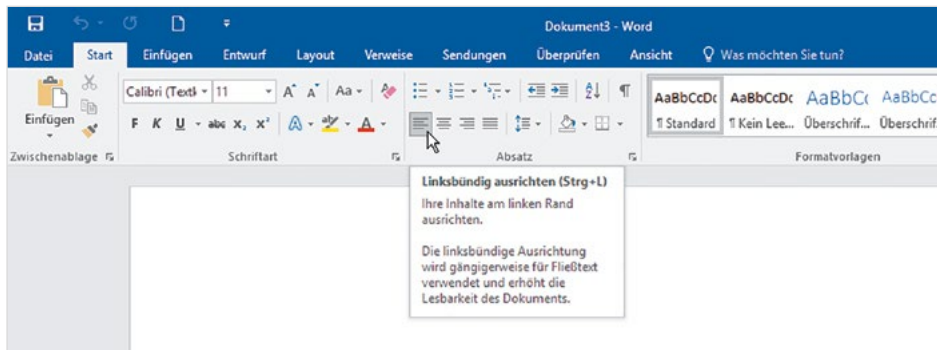 Dokument3 - Word
Datei Start Einfügen Entwurf Layout Verweise Sendungen Überprüfen Ansicht Was möchten Sie tun?
Calibri (Textk 11 A A Aa
Einfügen
F K U abc x₂ x² A aby A
AaBbCcDc AaBbCcDc AaBbCc AaBbCc
¶ Standard ¶ Kein Lee... Überschrif... Überschrif
Zwischenablage Schriftart Absatz Formatvorlagen
Linksbündig ausrichten (Strg+L)
Ihre Inhalte am linken Rand
ausrichten.
Die linksbündige Ausrichtung
wird gängigerweise für Fließtext
verwendet und erhöht die
Lesbarkeit des Dokuments.